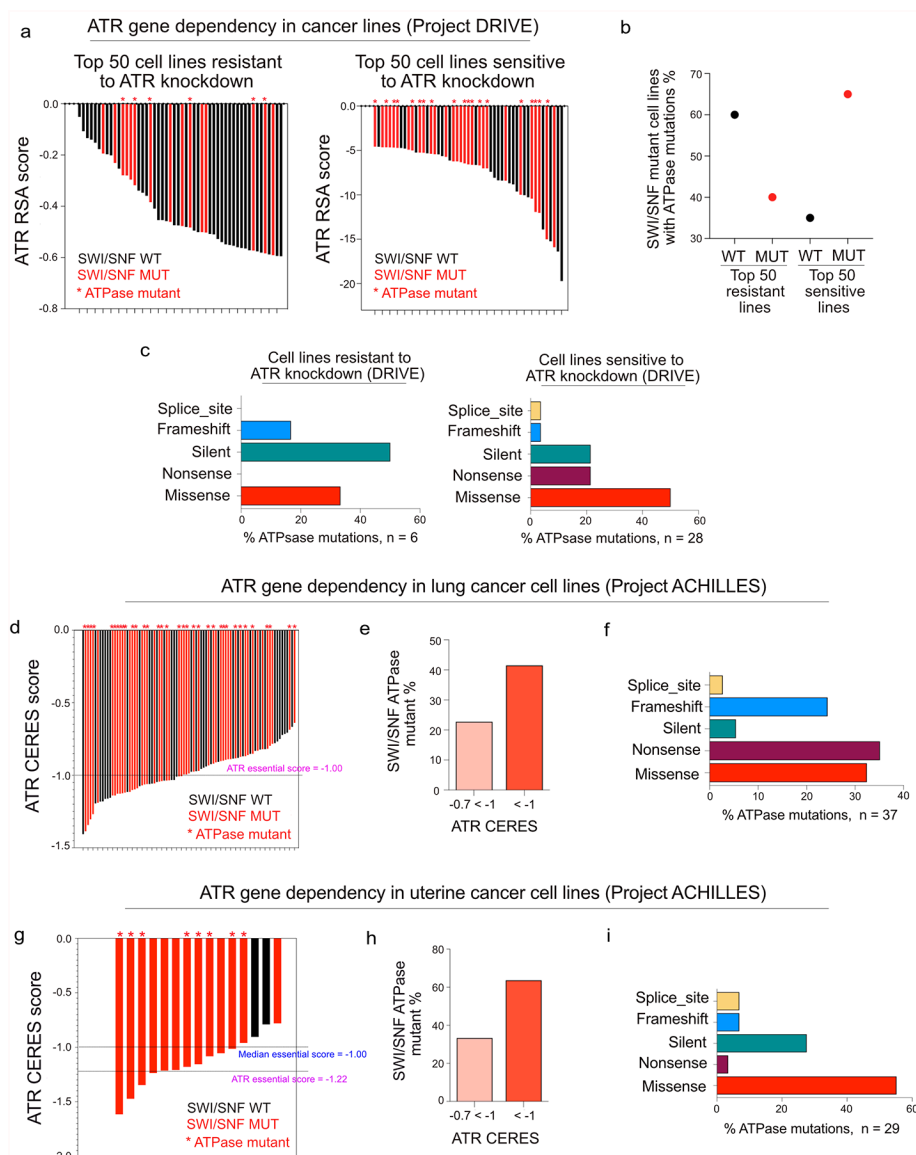 ATR gene dependency in cancer lines (Project DRIVE)
a
Top 50 cell lines resistant
to ATR knockdown
ATR RSA score
0.0
-0.2
-0.4
-0.6
-0.8
SWI/SNF WT
SWI/SNF MUT
* ATPase mutant
Top 50 cell lines sensitive
to ATR knockdown
ATR RSA score
0
-5
-10
-15
-20
SWI/SNF WT
SWI/SNF MUT
* ATPase mutant
b
SWI/SNF mutant cell lines
with ATPase mutations %
70
60
50
40
30
WT MUT WT MUT
Top 50
resistant
lines
Top 50
sensitive
lines
c
Cell lines resistant to
ATR knockdown (DRIVE)
Splice_site
Frameshift
Silent
Nonsense
Missense
0 20 40 60
% ATPsase mutations, n = 6
Cell lines sensitive to
ATR knockdown (DRIVE)
Splice_site
Frameshift
Silent
Nonsense
Missense
0 20 40 60
% ATPsase mutations, n = 28
ATR gene dependency in lung cancer cell lines (Project ACHILLES)
d
ATR CERES score
0.0
-0.5
-1.0
-1.5
ATR essential score = -1.00
SWI/SNF WT
SWI/SNF MUT
* ATPase mutant
e
SWI/SNF ATPase
mutant %
50
40
30
20
10
0
-0.7 < -1 < -1
ATR CERES
f
Splice_site
Frameshift
Silent
Nonsense
Missense
0 10 20 30 40
% ATPase mutations, n = 37
ATR gene dependency in uterine cancer cell lines (Project ACHILLES)
g
ATR CERES score
0.0
-0.5
-1.0
-1.5
2.0
Median essential score = -1.00
ATR essential score = -1.22
SWI/SNF WT
SWI/SNF MUT
* ATPase mutant
h
SWI/SNF ATPase
mutant %
80
60
40
20
0
-0.7 < -1 < -1
ATR CERES
i
Splice_site
Frameshift
Silent
Nonsense
Missense
0 20 40 60
% ATPase mutations, n = 29